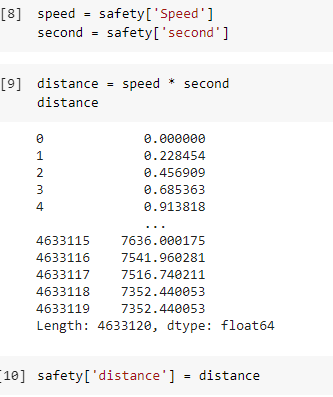 [8] speed = safety['Speed']
second = safety['second']
[9] distance = speed * second
distance
0 0.000000
1 0.228454
2 0.456909
3 0.685363
4 0.913818
...
4633115 7636.000175
4633116 7541.960281
4633117 7516.740211
4633118 7352.440053
4633119 7352.440053
Length: 4633120, dtype: float64
[10] safety['distance'] = distance